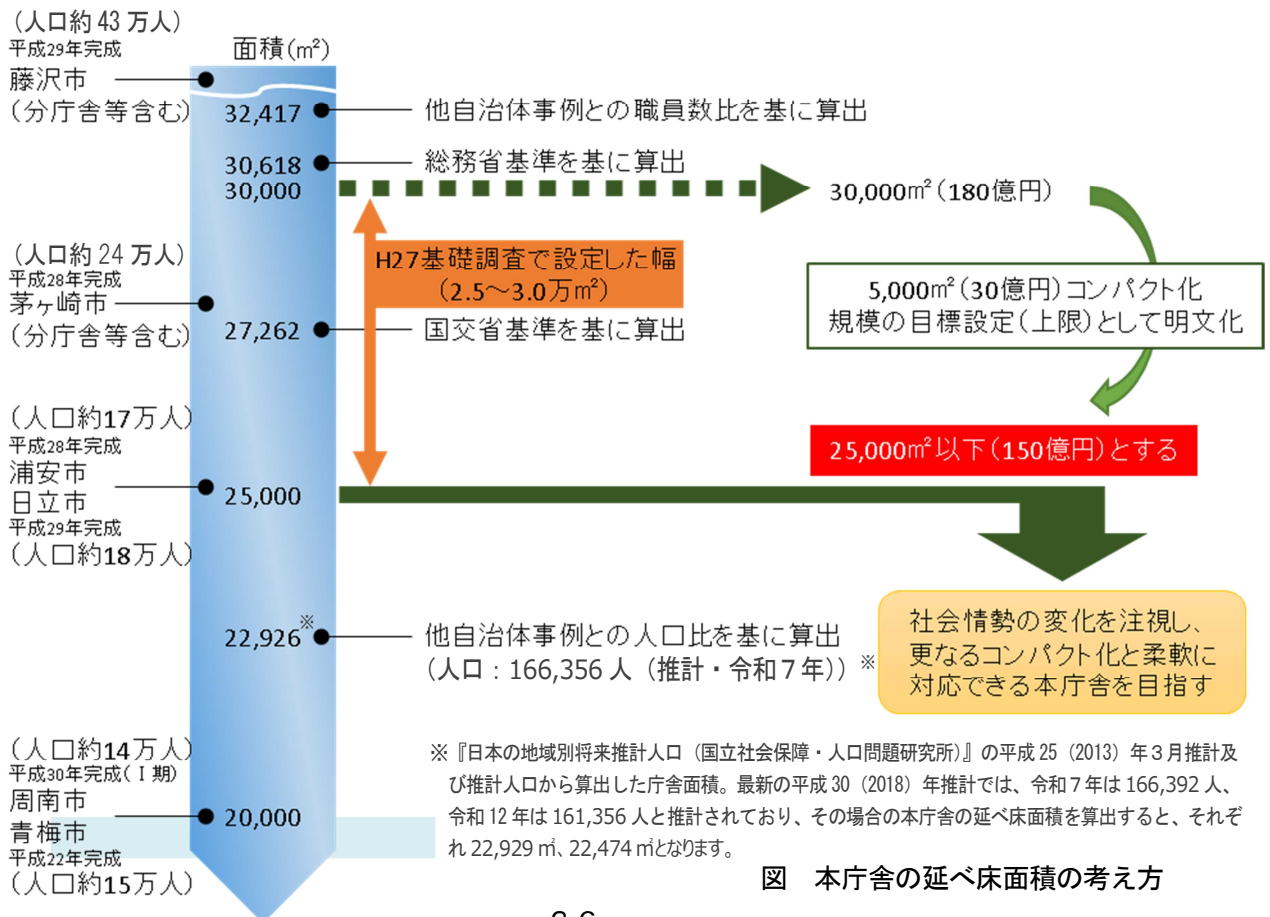 (人口約 43 万人)
平成29年完成
藤沢市
(分庁舎等含む)
面積(㎡)
32,417
他自治体事例との職員数比を基に算出
30,618
総務省基準を基に算出
30,000
30,000㎡(180億円)
H27基礎調査で設定した幅
(2.5～3.0万㎡)
5,000㎡(30億円)コンパクト化
規模の目標設定(上限)として明文化
(人口約 24 万人)
平成28年完成
茅ヶ崎市
(分庁舎等含む)
27,262
国交省基準を基に算出
25,000㎡以下(150億円)とする
(人口約17万人)
平成28年完成
浦安市
日立市
平成29年完成
(人口約18万人)
25,000
22,926※
他自治体事例との人口比を基に算出
(人口：166,356 人（推計・令和７年）) ※
社会情勢の変化を注視し、
更なるコンパクト化と柔軟に
対応できる本庁舎を目指す
(人口約14万人)
平成30年完成(Ⅰ期)
周南市
青梅市
平成22年完成
(人口約15万人)
20,000
※『日本の地域別将来推計人口（国立社会保障・人口問題研究所）』の平成 25（2013）年３月推計及
び推計人口から算出した庁舎面積。最新の平成 30（2018）年推計では、令和７年は 166,392 人、
令和 12 年は 161,356 人と推計されており、その場合の本庁舎の延べ床面積を算出すると、それぞ
れ 22,929 ㎡、22,474 ㎡となります。
図　本庁舎の延べ床面積の考え方